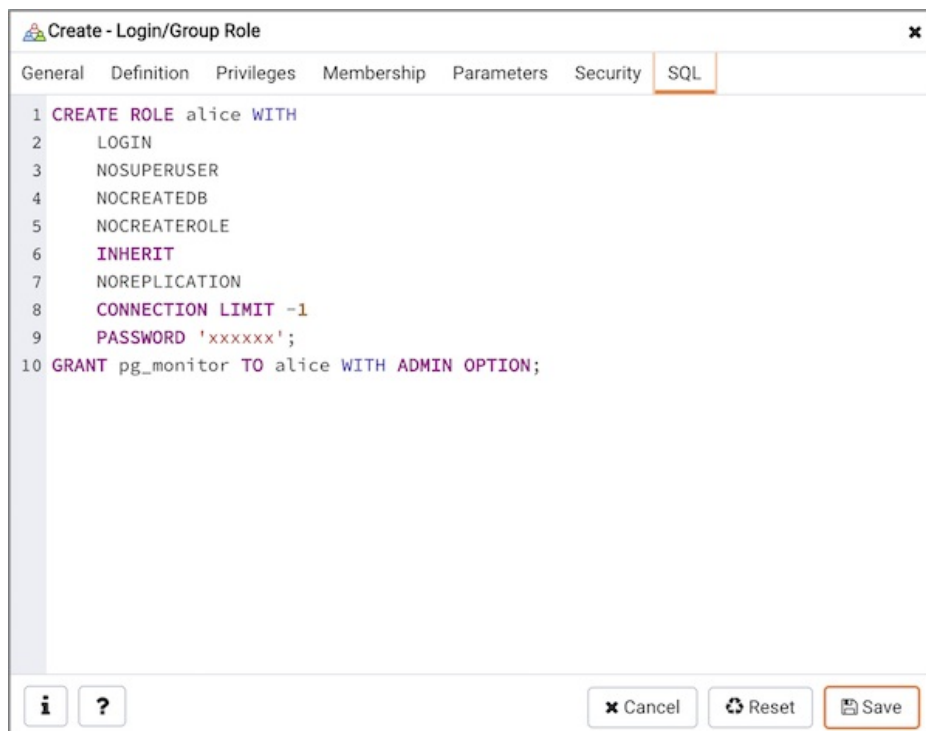 Create - Login/Group Role
General Definition Privileges Membership Parameters Security SQL
1 CREATE ROLE alice WITH
2 LOGIN
3 NOSUPERUSER
4 NOCREATEDB
5 NOCREATEROLE
6 INHERIT
7 NOREPLICATION
8 CONNECTION LIMIT -1
9 PASSWORD 'xxxxxx';
10 GRANT pg_monitor TO alice WITH ADMIN OPTION;
i ? Cancel Reset Save